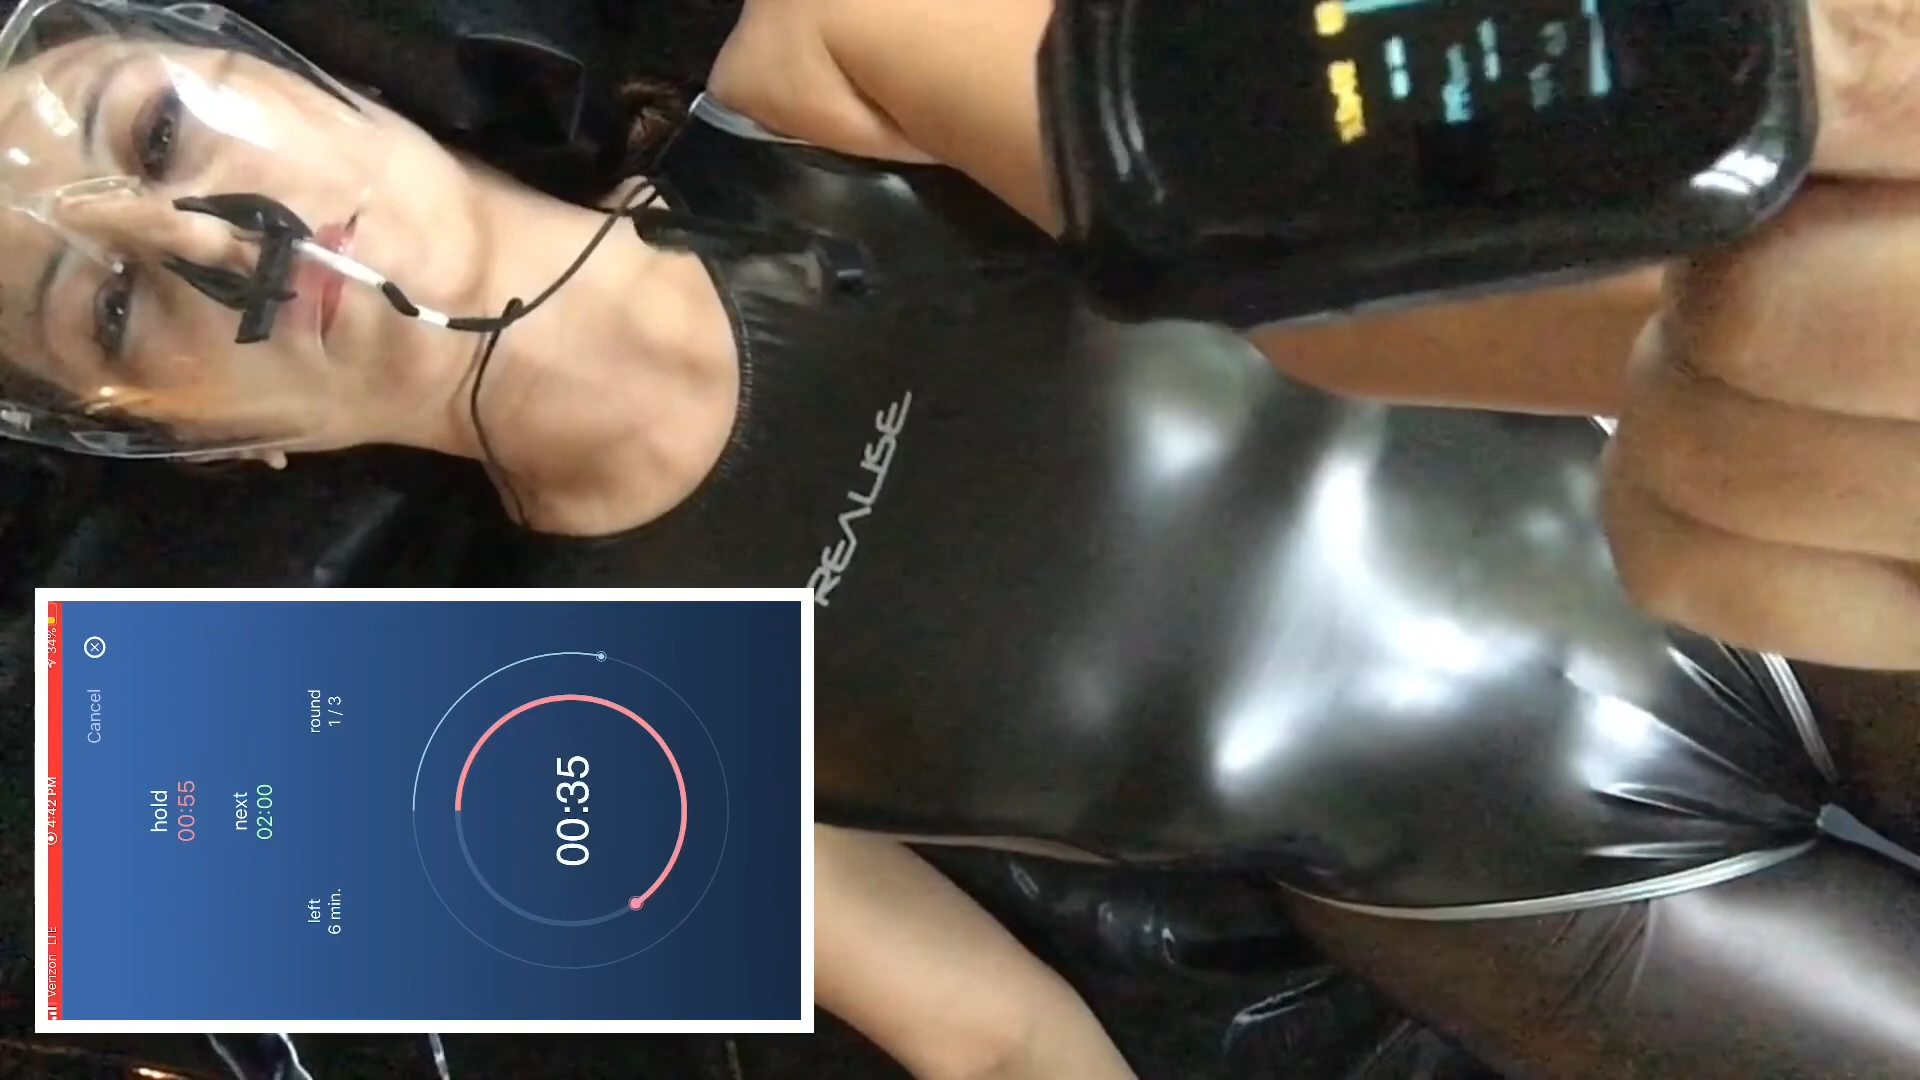 Verizon LTE
4:42 PM
34%
Cancel
hold
00:55
next
02:00
left
6 min.
round
1 / 3
00:35
REALISE